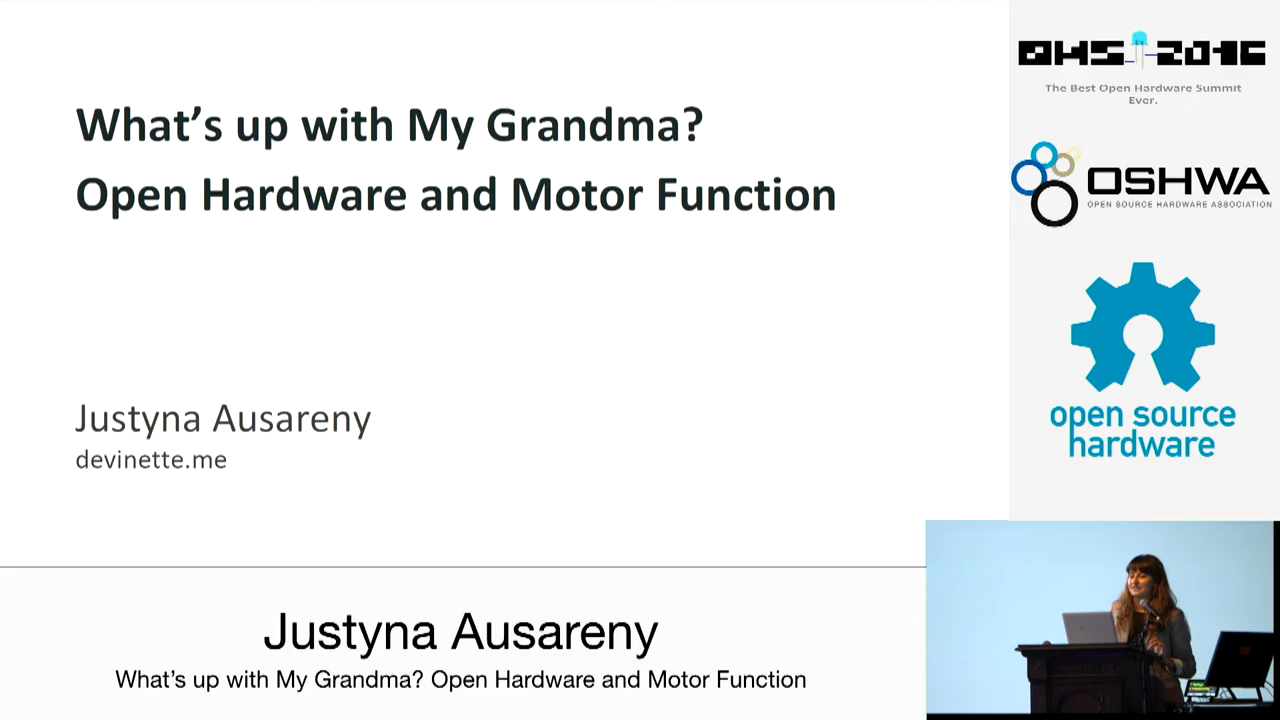 What's up with My Grandma?
Open Hardware and Motor Function
Justyna Ausareny
devinette.me
OHS 2016
The Best Open Hardware Summit
Ever.
OSHWA
OPEN SOURCE HARDWARE ASSOCIATION
open source
hardware
Justyna Ausareny
What's up with My Grandma? Open Hardware and Motor Function